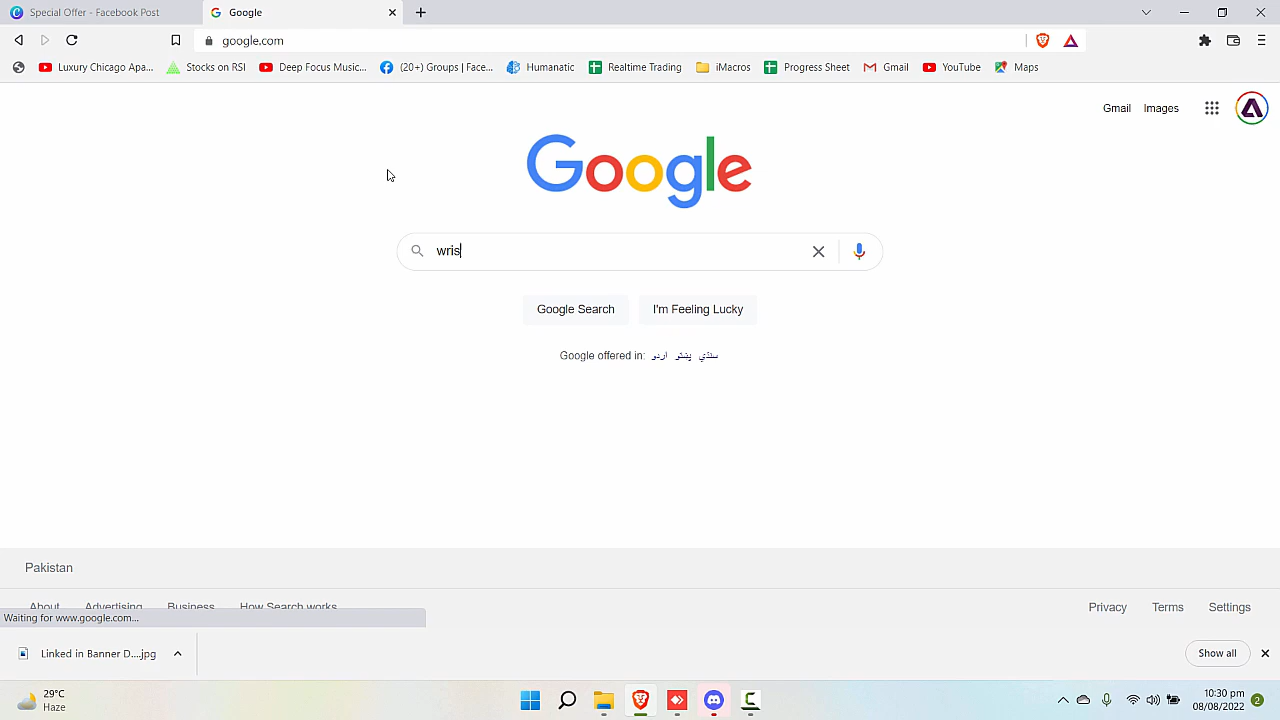 Special Offer - Facebook Post
Google
google.com
Luxury Chicago Apa...
Stocks on RSI
Deep Focus Music...
(20+) Groups | Face...
Humanatic
Realtime Trading
iMacros
Progress Sheet
Gmail
YouTube
Maps
Gmail
Images
Google
wris
Google Search
I'm Feeling Lucky
Google offered in: اردو پښتو سنڌي
Pakistan
About
Advertising
Business
How Search works
Privacy
Terms
Settings
Waiting for www.google.com...
Linked in Banner D....jpg
Show all
29°C
Haze
10:30 pm
08/08/2022
2